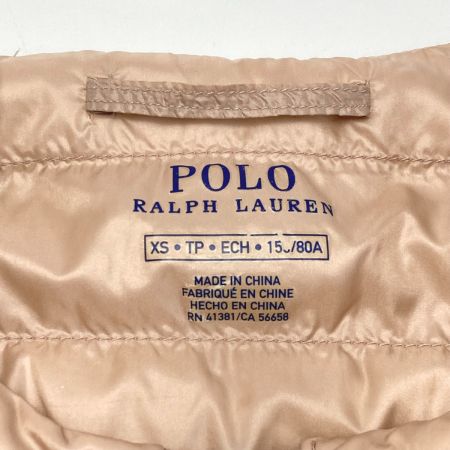 POLO
RALPH LAUREN
XS • TP • ECH •
MADE IN CHINA
FABRIQUÉ EN CHINE
HECHO EN CHINA
RN 41381/CA 56658